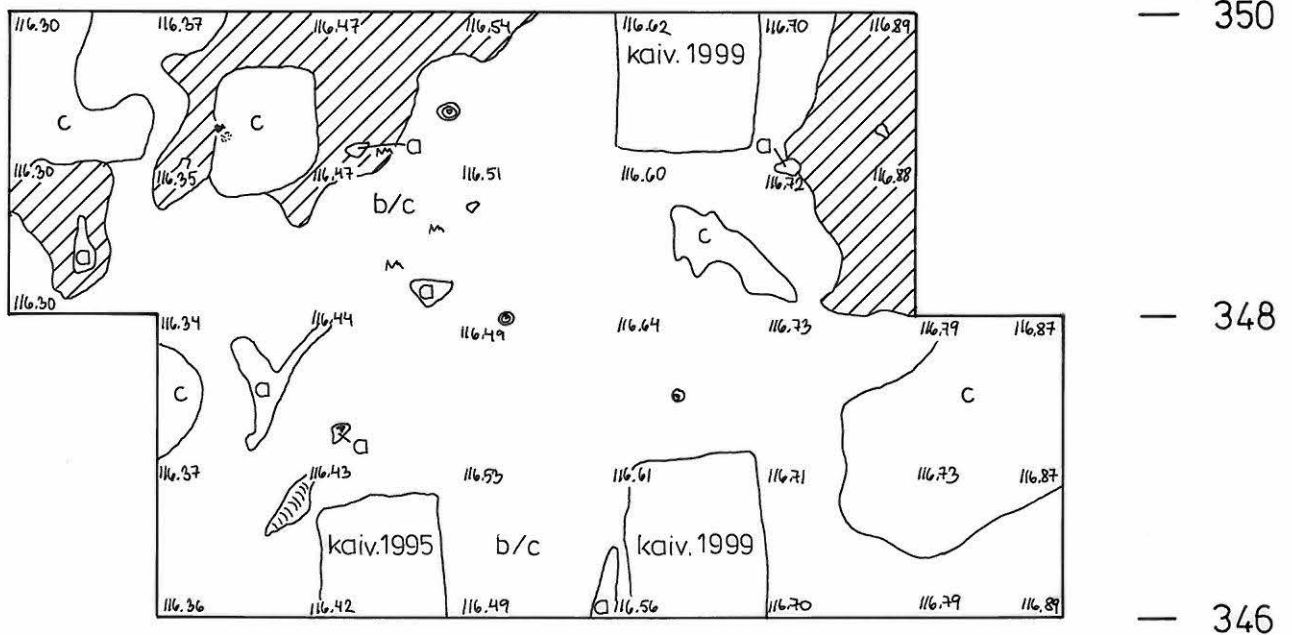 116.30 116.37 116.47 116.54 116.62 116.70 116.89 — 350
kaiv. 1999
c c a a
116.30 116.35 116.47 116.51 116.60 116.72 116.88
b/c
c
a
a
116.30
116.34 116.44 116.49 116.64 116.73 116.79 116.87 — 348
c a c
a
116.37 116.43 116.53 116.61 116.71 116.73 116.87
kaiv. 1995 b/c kaiv. 1999
116.36 116.42 116.49 a 116.56 116.70 116.79 116.89 — 346